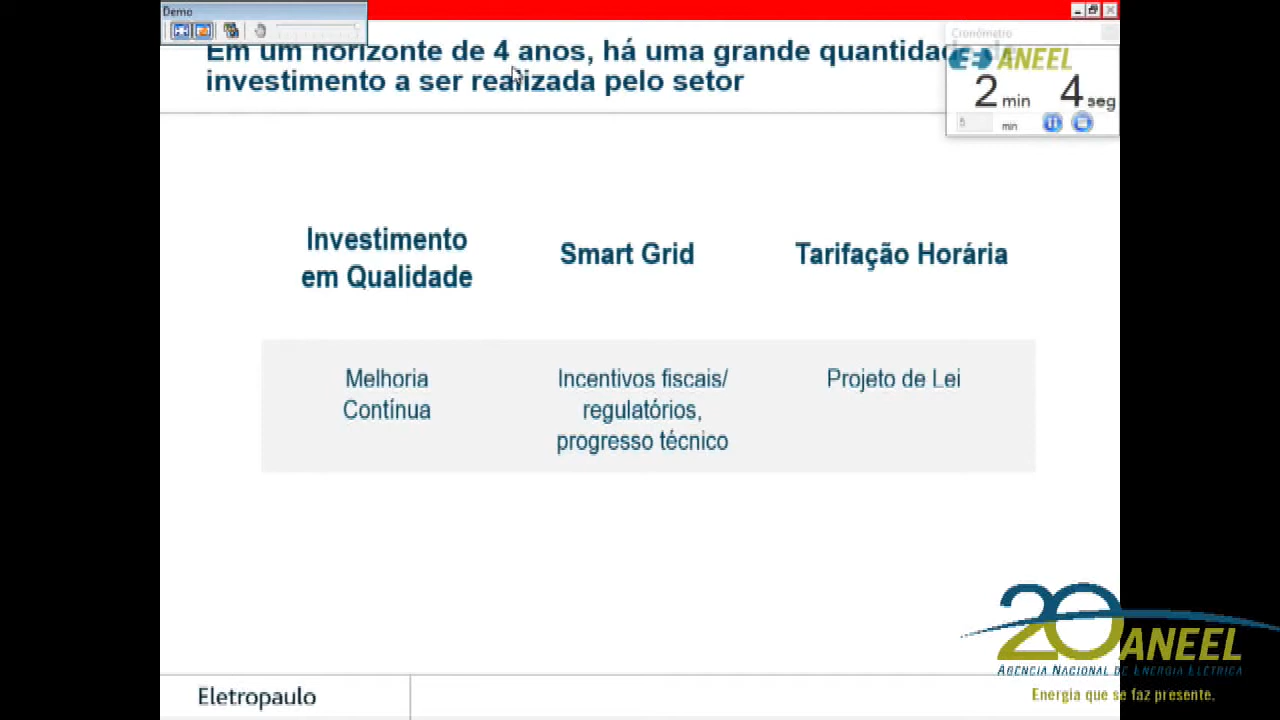 Demo
Em um horizonte de 4 anos, há uma grande quantidade
investimento a ser realizada pelo setor
Cronômetro
ANEEL
2 min 4 seg
min
Investimento
em Qualidade
Smart Grid
Tarifação Horária
Melhoria
Contínua
Incentivos fiscais/
regulatórios,
progresso técnico
Projeto de Lei
Eletropaulo
20 ANEEL
AGÊNCIA NACIONAL DE ENERGIA ELÉTRICA
Energia que se faz presente.